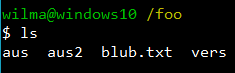 wilma@windows10 /foo
$ ls
aus  aus2  blub.txt  vers